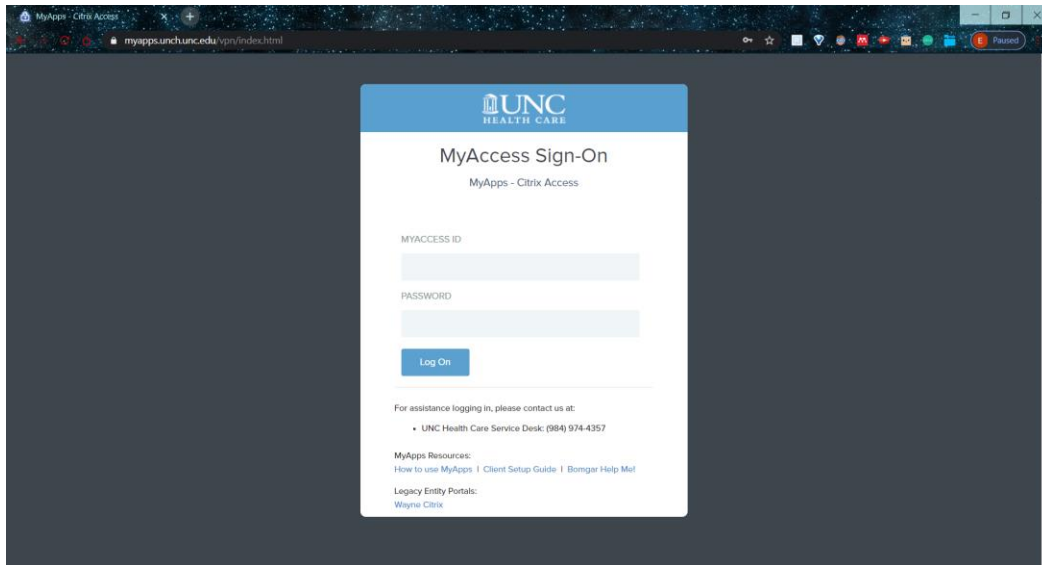 MyApps - Citrix Access
myapps.unch.unc.edu/vpn/index.html
E Paused
UNC
HEALTH CARE
MyAccess Sign-On
MyApps - Citrix Access
MYACCESS ID
PASSWORD
Log On
For assistance logging in, please contact us at:
• UNC Health Care Service Desk: (984) 974-4357
MyApps Resources:
How to use MyApps | Client Setup Guide | Bomgar Help Me!
Legacy Entity Portals:
Wayne Citrix